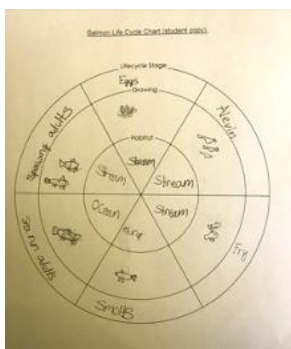 Salmon Life Cycle Chart (student copy)
Lifecycle Stage
Eggs
Drawing
Habitat
Stream
Alevin
Stream
Fry
Stream
Smolts
Sea run adults
Ocean
Spawning adults
Stream